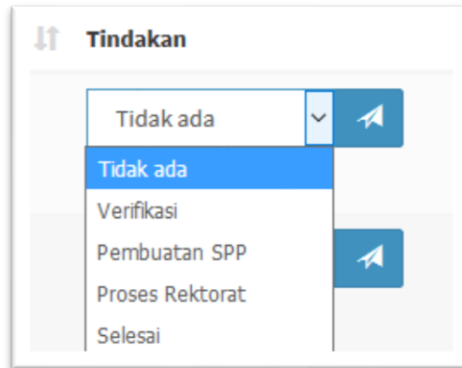 Tindakan
Tidak ada
Tidak ada
Verifikasi
Pembuatan SPP
Proses Rektorat
Selesai